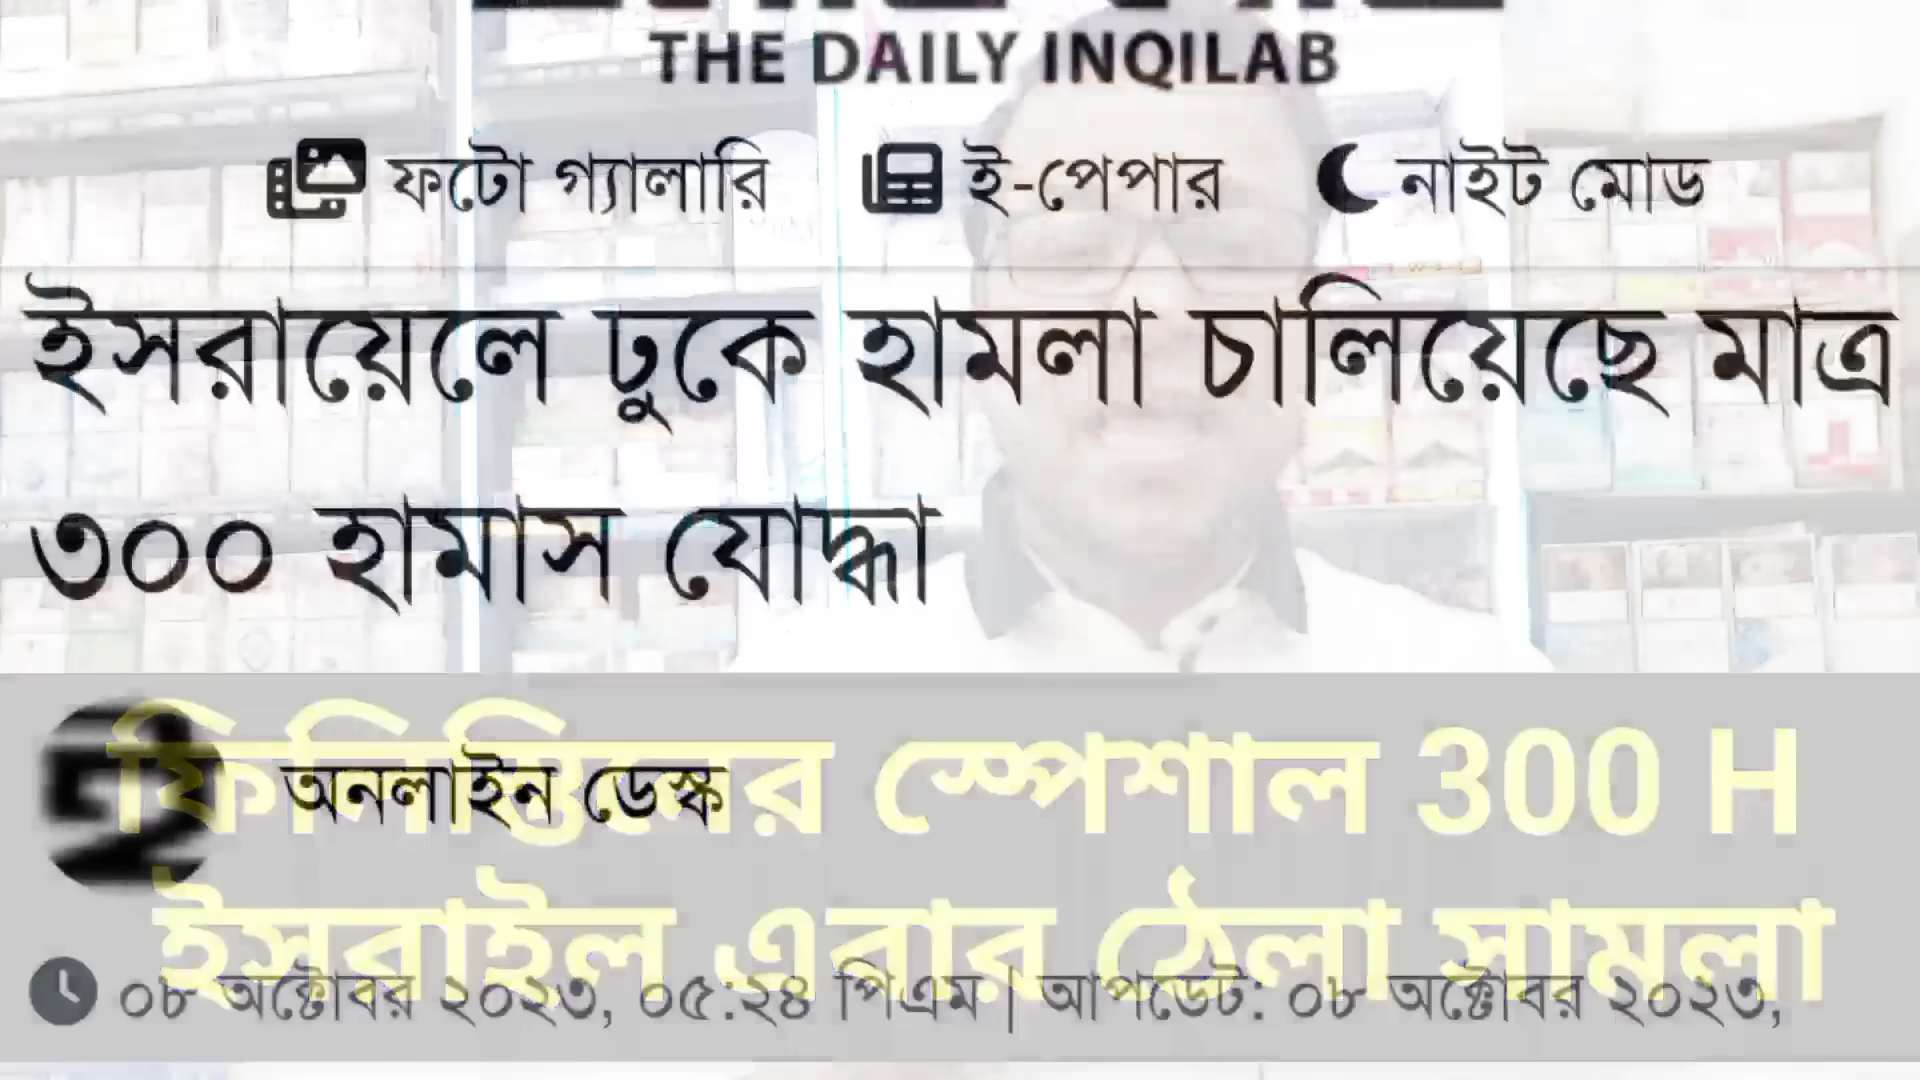 THE DAILY INQILAB
ফটো গ্যালারি ই-পেপার নাইট মোড
ইসরায়েলে ঢুকে হামলা চালিয়েছে মাত্র
৩০০ হামাস যোদ্ধা
ফিলিস্তিনের স্পেশাল 300 H
অনলাইন ডেস্ক
ইসরাইল এবার ঠেলা সামলা
০৮ অক্টোবর ২০২৩, ০৫:২৪ পিএম | আপডেট: ০৮ অক্টোবর ২০২৩,